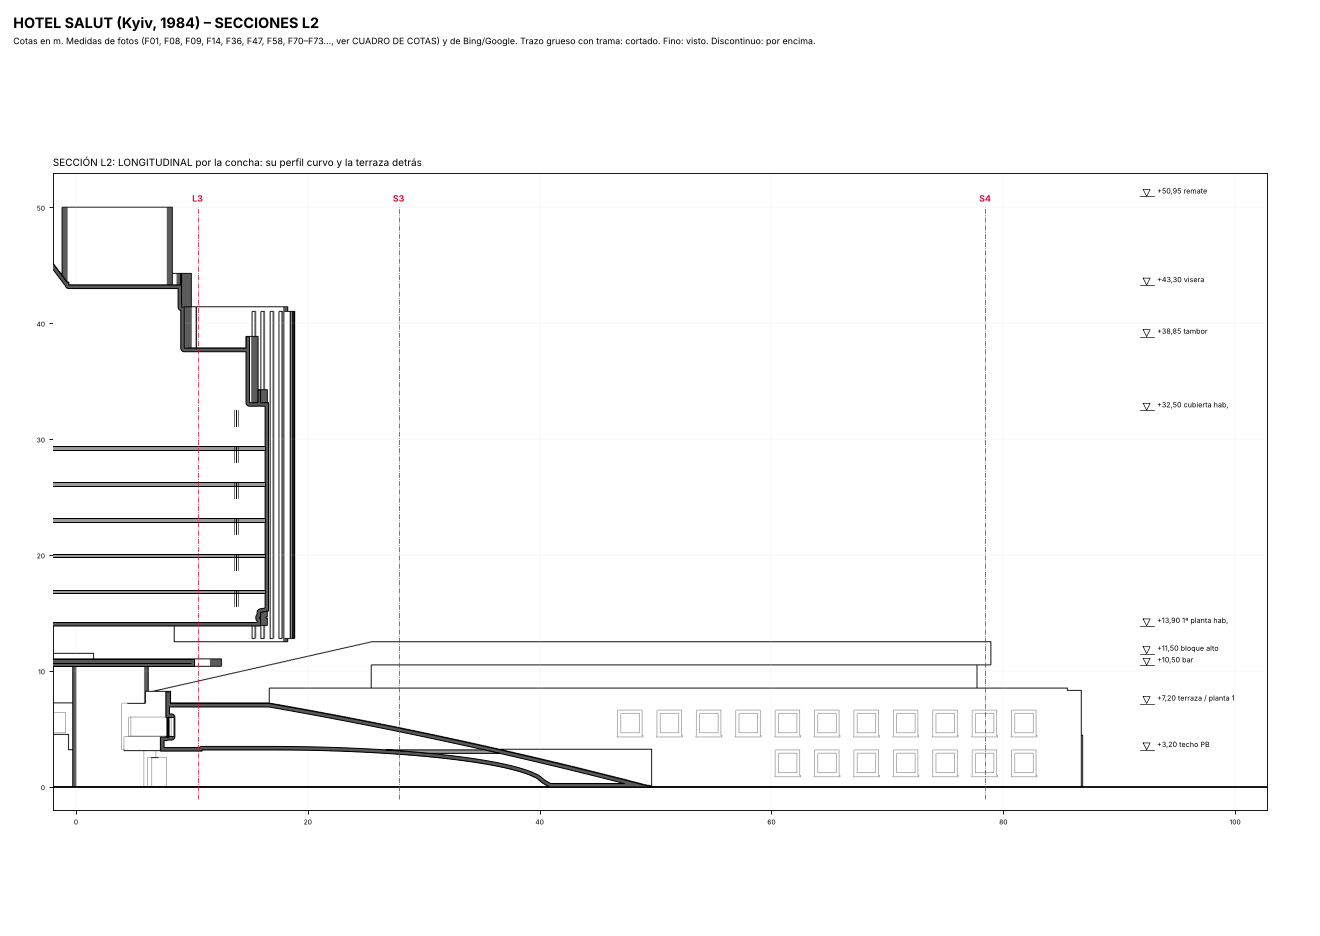 HOTEL SALUT (Kyiv, 1984) – SECCIONES L2
Cotas en m. Medidas de fotos (F01, F08, F09, F14, F36, F47, F58, F70–F73..., ver CUADRO DE COTAS) y de Bing/Google. Trazo grueso con trama: cortado. Fino: visto. Discontinuo: por encima.
SECCIÓN L2: LONGITUDINAL por la concha: su perfil curvo y la terraza detrás
L3
S3
S4
+50,95 remate
50
+43,30 visera
40
+38,85 tambor
+32,50 cubierta hab,
30
20
+13,90 1ª planta hab,
+11,50 bloque alto
+10,50 bar
10
+7,20 terraza / planta 1
+3,20 techo PB
0
0 20 40 60 80 100